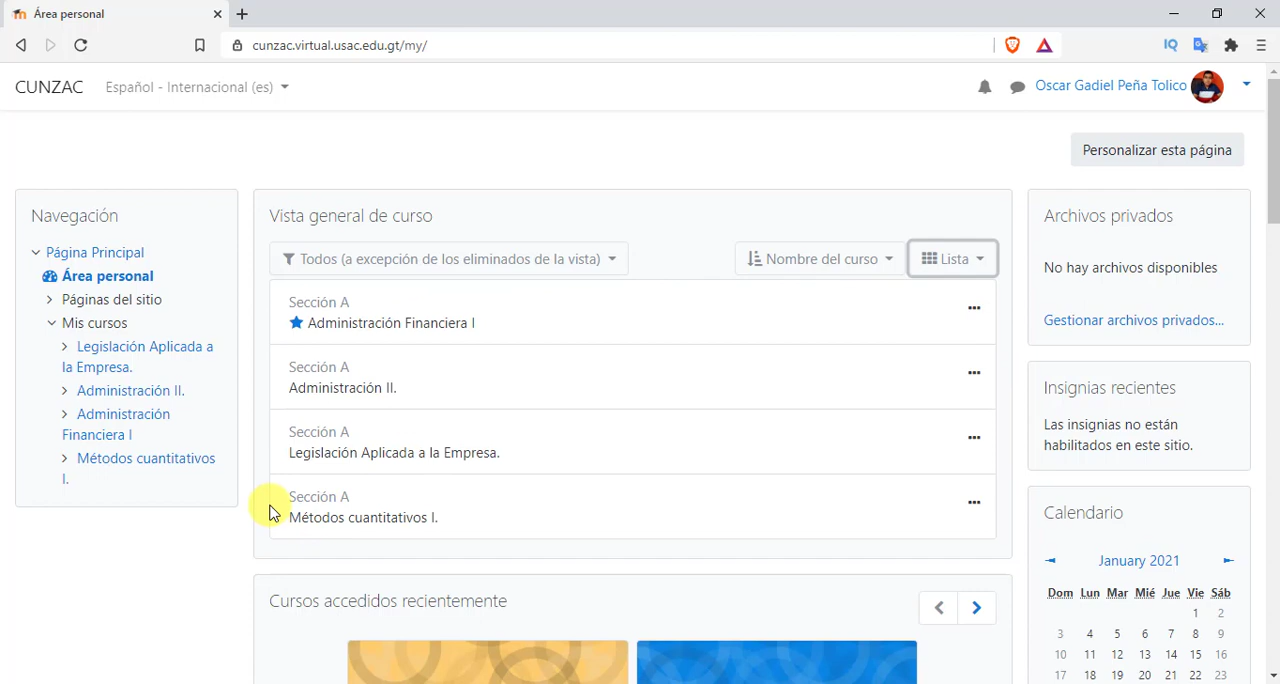 Área personal
cunzac.virtual.usac.edu.gt/my/
IQ
CUNZAC
Español - Internacional (es)
Oscar Gadiel Peña Tolico
Personalizar esta página
Navegación
Página Principal
Área personal
Páginas del sitio
Mis cursos
Legislación Aplicada a
la Empresa.
Administración II.
Administración
Financiera I
Métodos cuantitativos
I.
Vista general de curso
Todos (a excepción de los eliminados de la vista)
Nombre del curso
Lista
Sección A
Administración Financiera I
Sección A
Administración II.
Sección A
Legislación Aplicada a la Empresa.
Sección A
Métodos cuantitativos I.
Cursos accedidos recientemente
Archivos privados
No hay archivos disponibles
Gestionar archivos privados...
Insignias recientes
Las insignias no están
habilitados en este sitio.
Calendario
January 2021
Dom Lun Mar Mié Jue Vie Sáb
1 2
3 4 5 6 7 8 9
10 11 12 13 14 15 16
17 18 19 20 21 22 23